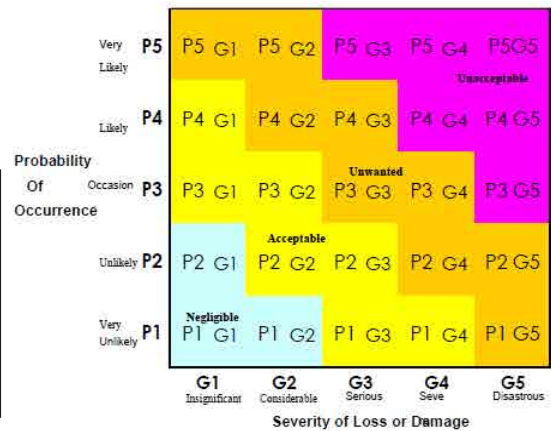 Very
Likely P5 P5 G1 P5 G2 P5 G3 P5 G4 P5G5
Unacceptable
Likely P4 P4 G1 P4 G2 P4 G3 P4 G4 P4 G5
Probability
Of
Occurrence
Occasion P3 P3 G1 P3 G2 P3 G3 P3 G4 P3 G5
Unwanted
Unlikely P2 P2 G1 P2 G2 P2 G3 P2 G4 P2 G5
Acceptable
Very
Unlikely P1 P1 G1 P1 G2 P1 G3 P1 G4 P1 G5
Negligible
G1 G2 G3 G4 G5
Insignificant Considerable Serious Seve Disastrous
Severity of Loss or Damage